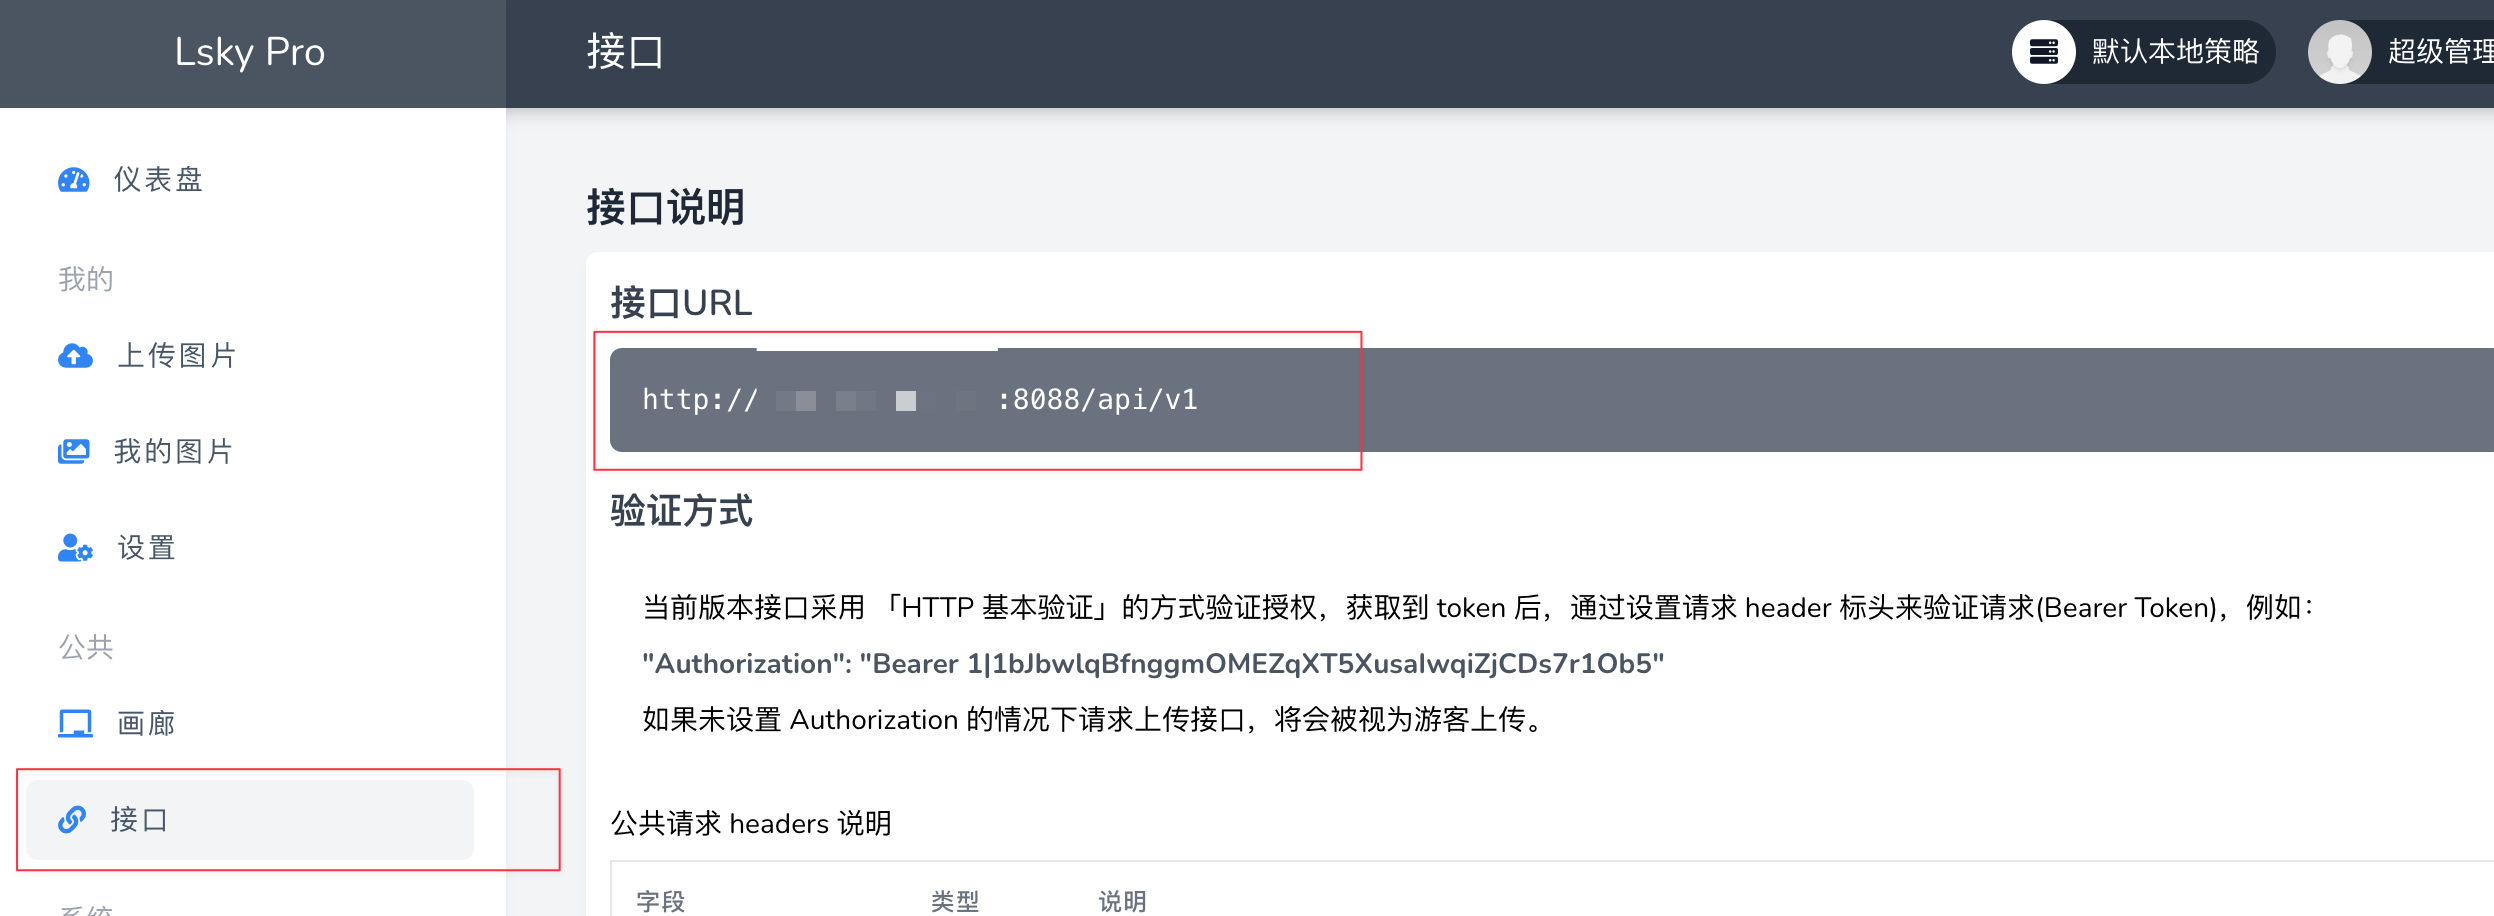 Lsky Pro
接口
默认本地策略
超级管理
仪表盘
我的
上传图片
我的图片
设置
公共
画廊
接口
系统
接口说明
接口URL
http:// :8088/api/v1
验证方式
当前版本接口采用 「HTTP 基本验证」的方式验证授权，获取到 token 后，通过设置请求 header 标头来验证请求(Bearer Token)，例如：
"Authorization": "Bearer 1|1bJbwlqBfnggmOMEZqXT5XusaIwqiZjCDs7r1Ob5"
如果未设置 Authorization 的情况下请求上传接口，将会被视为游客上传。
公共请求 headers 说明
字段 类型 说明